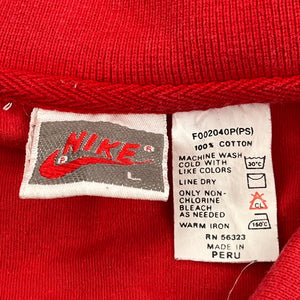 NIKE
®
®
L
F002040P(PS)
100% COTTON
MACHINE WASH
COLD WITH
LIKE COLORS
30°C
LINE DRY
ONLY NON-
CHLORINE
BLEACH
AS NEEDED
CL
WARM IRON
150°C
RN 56323
MADE IN
PERU